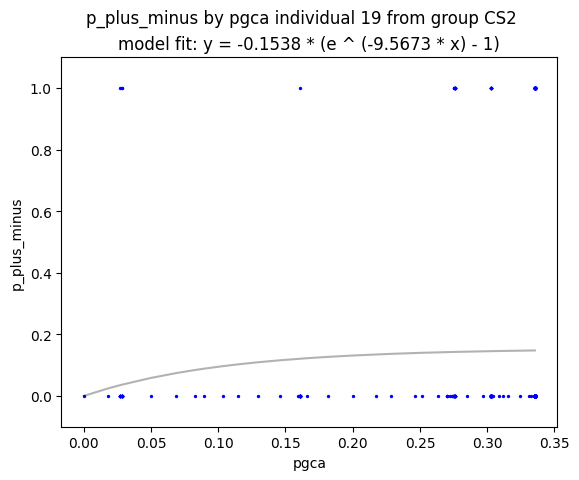 p_plus_minus by pgca individual 19 from group CS2
model fit: y = -0.1538 * (e ^ (-9.5673 * x) - 1)
1.0
0.8
0.6
0.4
0.2
0.0
p_plus_minus
0.00 0.05 0.10 0.15 0.20 0.25 0.30 0.35
pgca